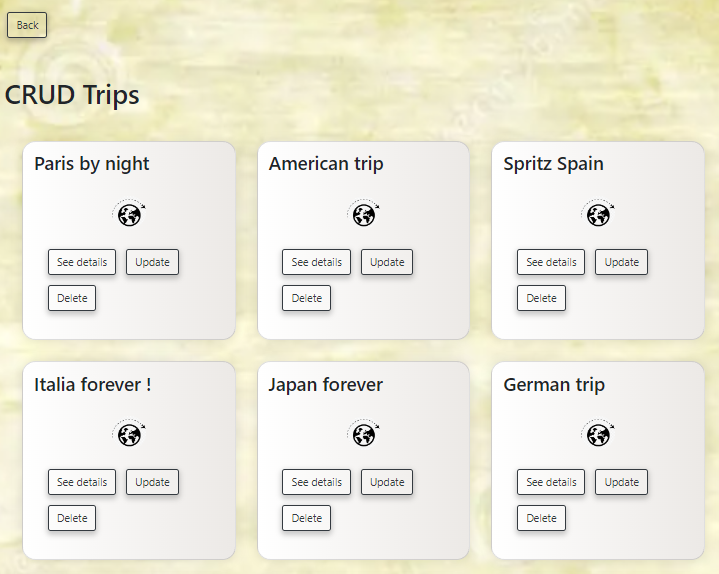 Back
CRUD Trips
Paris by night
American trip
Spritz Spain
See details Update
See details Update
See details Update
Delete
Delete
Delete
Italia forever !
Japan forever
German trip
See details Update
See details Update
See details Update
Delete
Delete
Delete